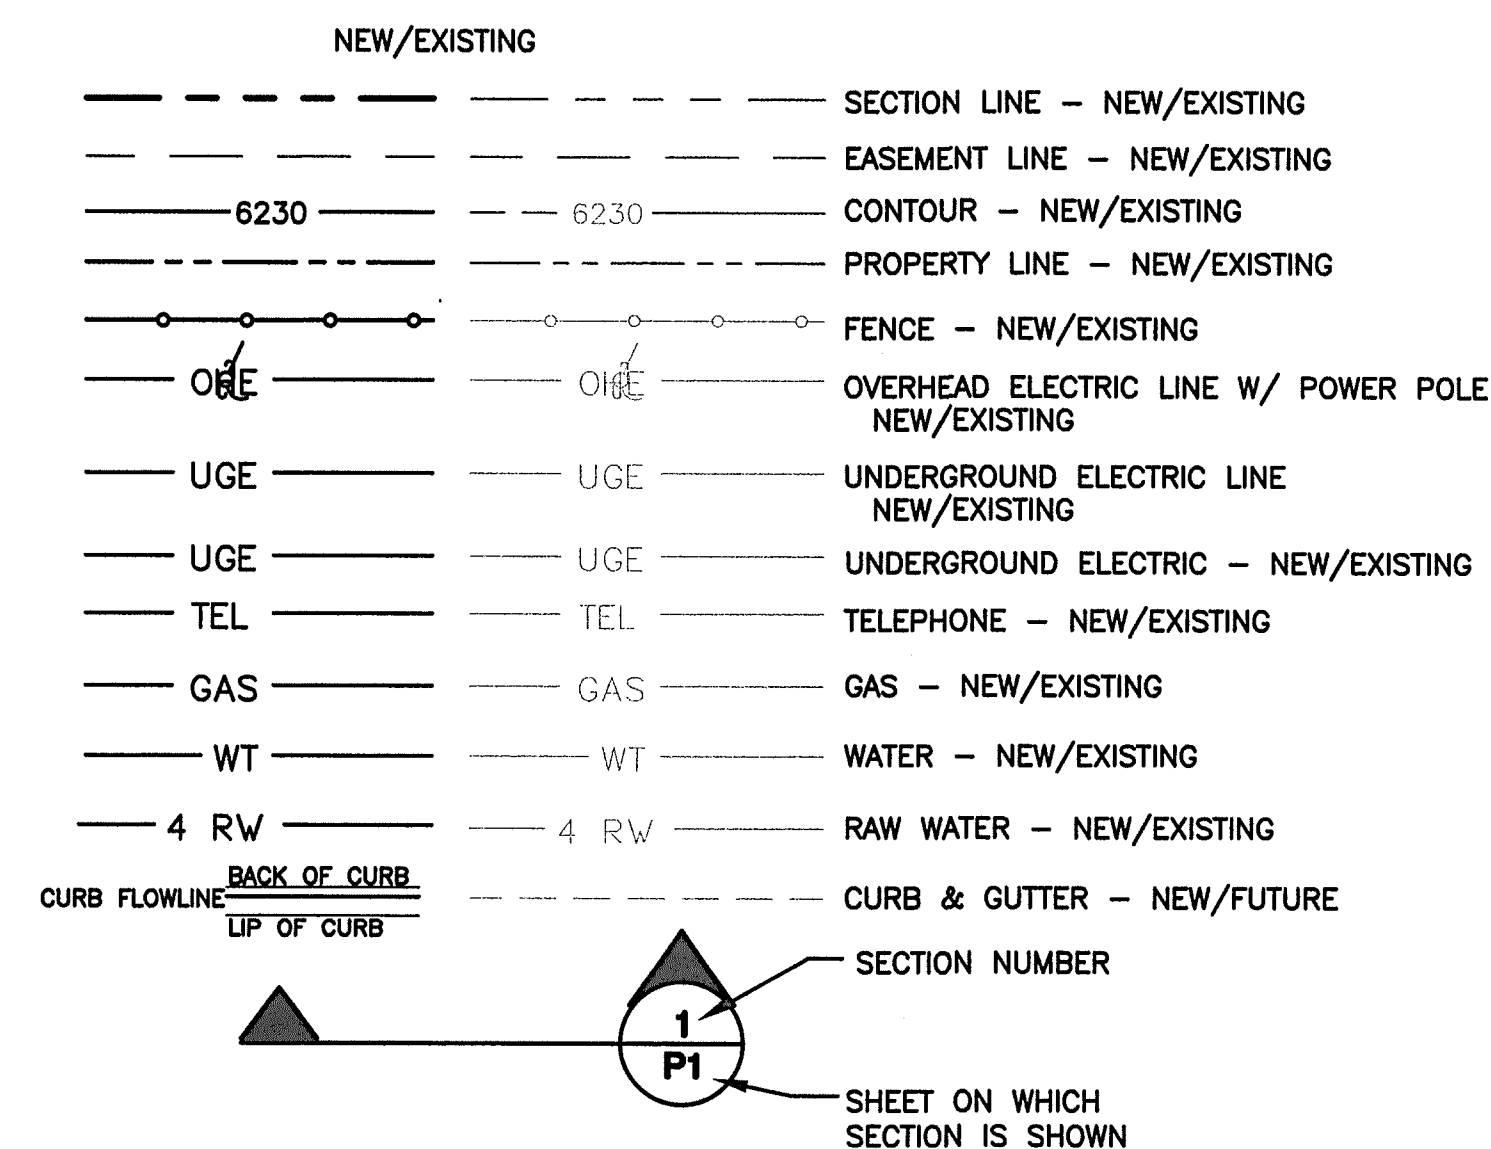 NEW/EXISTING
SECTION LINE – NEW/EXISTING
EASEMENT LINE – NEW/EXISTING
6230 6230 CONTOUR – NEW/EXISTING
PROPERTY LINE – NEW/EXISTING
FENCE – NEW/EXISTING
OHE OHE OVERHEAD ELECTRIC LINE W/ POWER POLE
NEW/EXISTING
UGE UGE UNDERGROUND ELECTRIC LINE
NEW/EXISTING
UGE UGE UNDERGROUND ELECTRIC – NEW/EXISTING
TEL TEL TELEPHONE – NEW/EXISTING
GAS GAS GAS – NEW/EXISTING
WT WT WATER – NEW/EXISTING
4 RW 4 RW RAW WATER – NEW/EXISTING
BACK OF CURB
CURB FLOWLINE CURB & GUTTER – NEW/FUTURE
LIP OF CURB
SECTION NUMBER
1
P1
SHEET ON WHICH
SECTION IS SHOWN